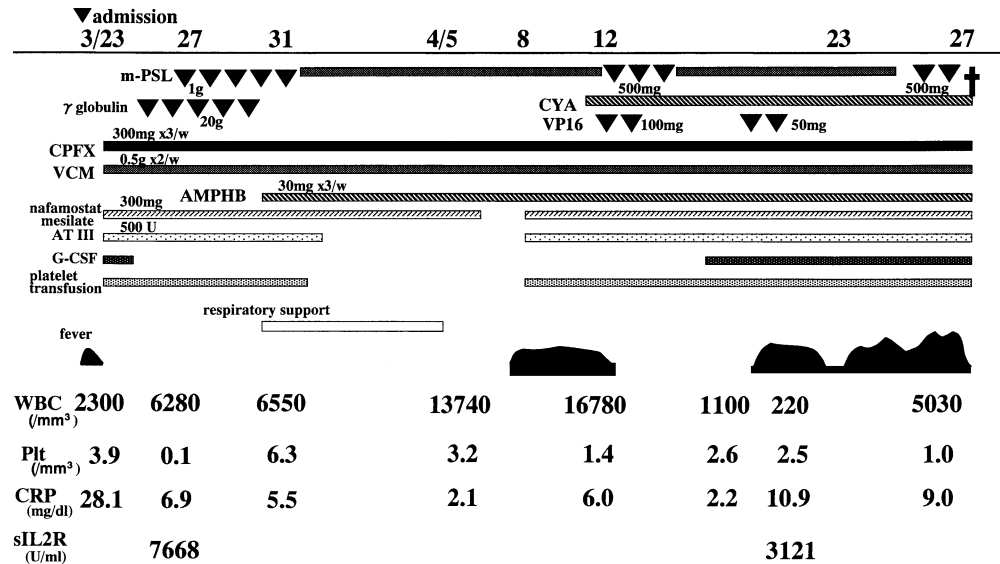 ▼admission
3/23 27 31 4/5 8 12 23 27
m-PSL 1g 500mg 500mg
γ globulin 20g
CYA
VP16 100mg 50mg
CPFX 300mg x3/w
VCM 0.5g x2/w
AMPHB 30mg x3/w
nafamostat mesilate 300mg
AT III 500 U
G-CSF
platelet
transfusion
respiratory support
fever
WBC 2300 6280 6550 13740 16780 1100 220 5030
(/mm³)
Plt 3.9 0.1 6.3 3.2 1.4 2.6 2.5 1.0
(/mm³)
CRP 28.1 6.9 5.5 2.1 6.0 2.2 10.9 9.0
(mg/dl)
sIL2R 7668 3121
(U/ml)